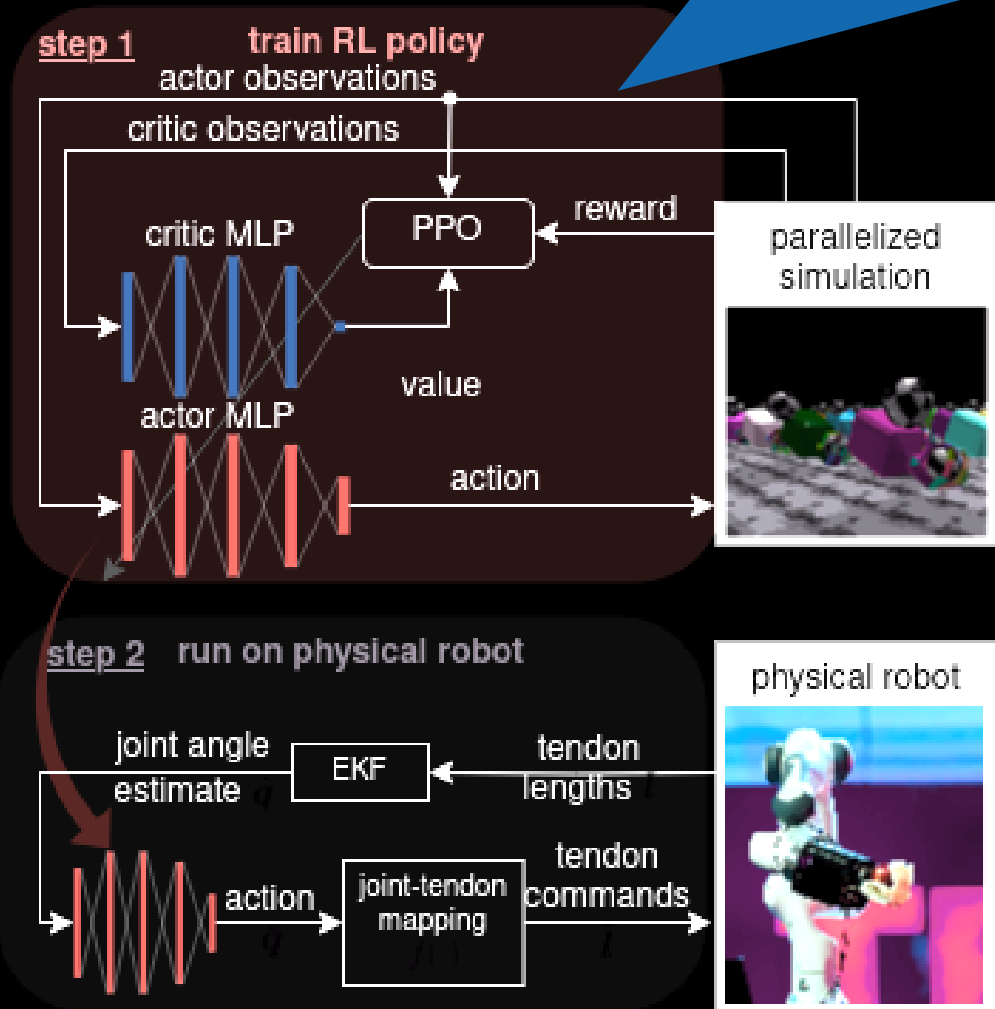 step 1
train RL policy
actor observations
critic observations
PPO
reward
critic MLP
parallelized
simulation
value
actor MLP
action
step 2
run on physical robot
physical robot
joint angle
estimate q
EKF
tendon
lengths l
action
q
joint-tendon
mapping
f(·)
tendon
commands
l